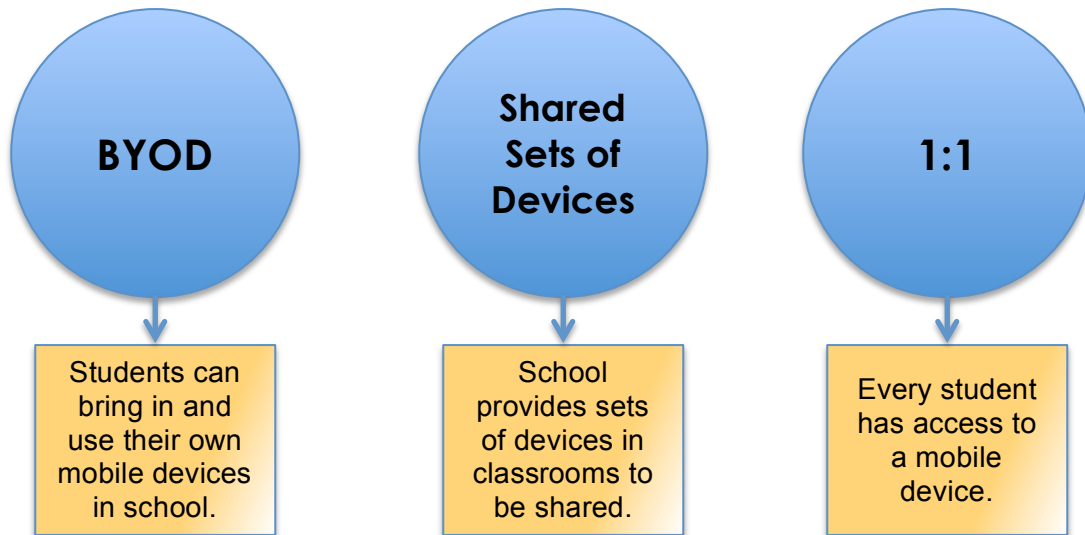 BYOD
Students can
bring in and
use their own
mobile devices
in school.
Shared
Sets of
Devices
School
provides sets
of devices in
classrooms to
be shared.
1:1
Every student
has access to
a mobile
device.